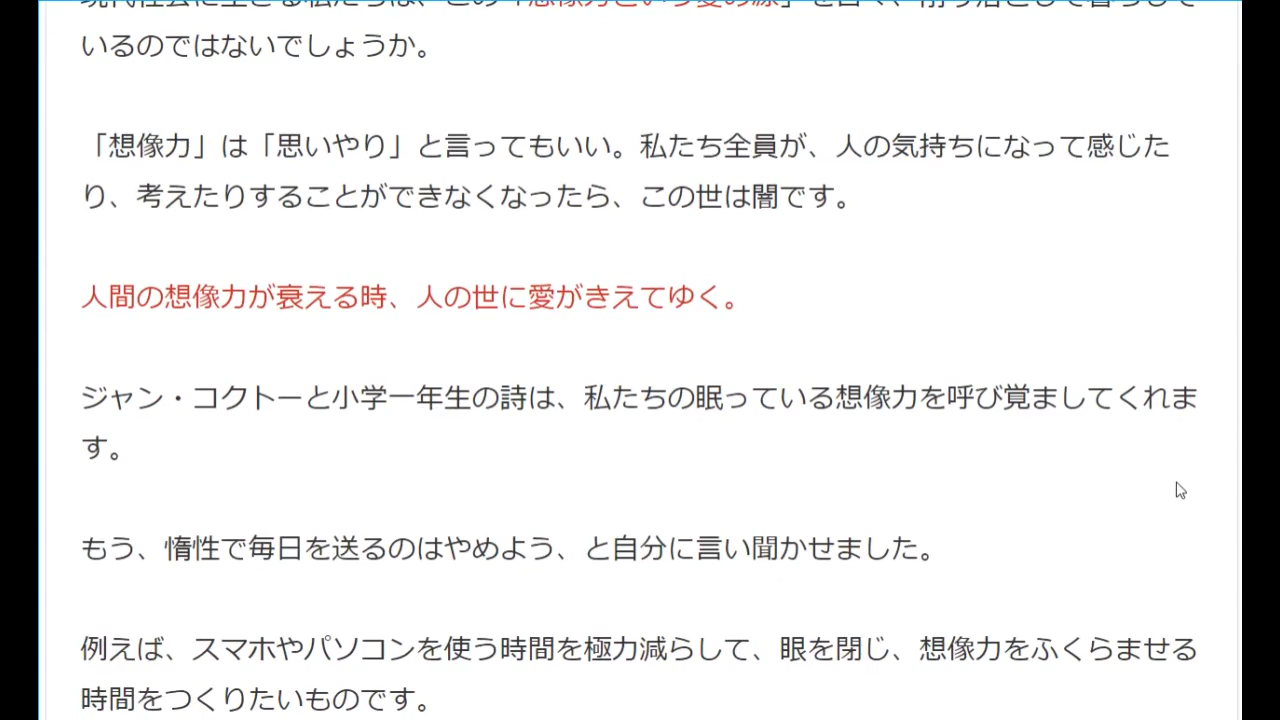 いるのではないでしょうか。
「想像力」は「思いやり」と言ってもいい。私たち全員が、人の気持ちになって感じた
り、考えたりすることができなくなったら、この世は闇です。
人間の想像力が衰える時、人の世に愛がきえてゆく。
ジャン・コクトーと小学一年生の詩は、私たちの眠っている想像力を呼び覚ましてくれま
す。
もう、惰性で毎日を送るのはやめよう、と自分に言い聞かせました。
例えば、スマホやパソコンを使う時間を極力減らして、眼を閉じ、想像力をふくらませる
時間をつくりたいものです。